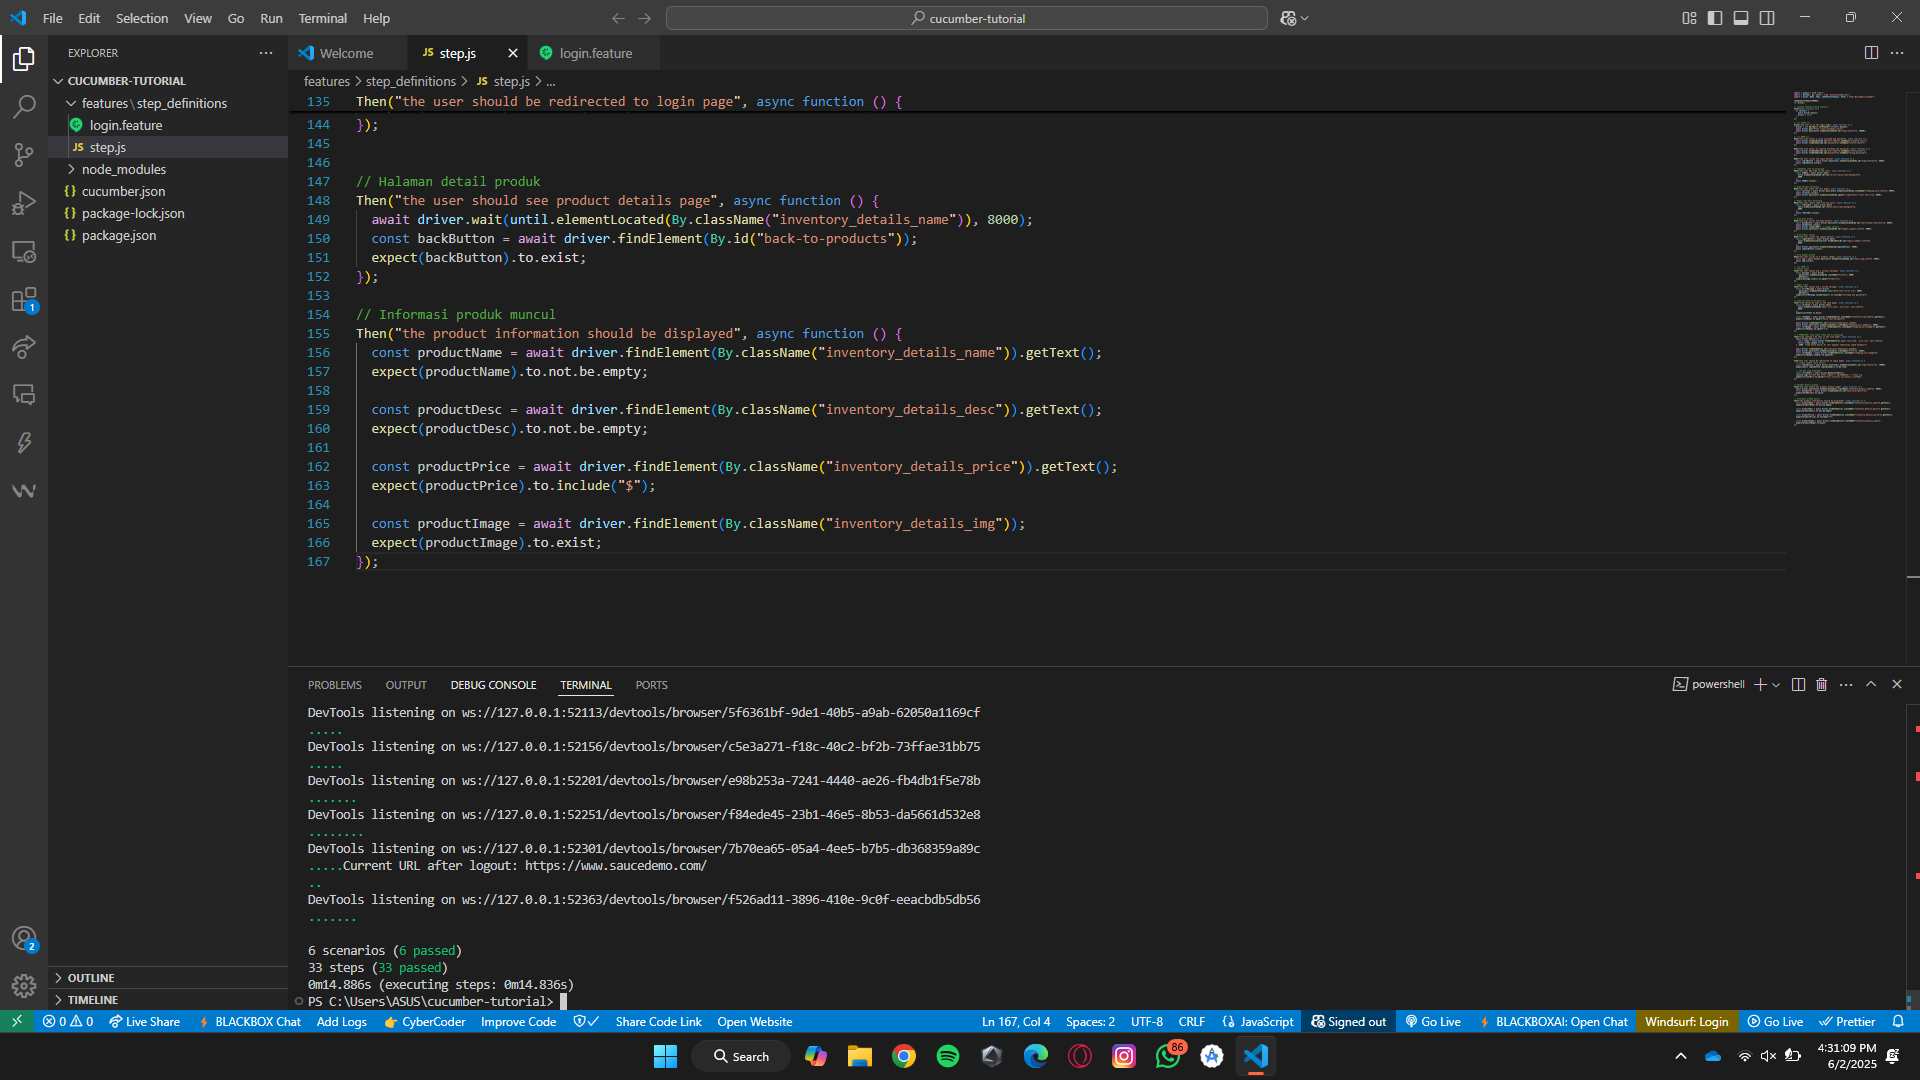 File Edit Selection View Go Run Terminal Help
cucumber-tutorial
EXPLORER
CUCUMBER-TUTORIAL
features\step_definitions
login.feature
JS step.js
node_modules
{} cucumber.json
{} package-lock.json
{} package.json
OUTLINE
TIMELINE
Welcome
JS step.js
login.feature
features > step_definitions > JS step.js > ...
135 Then("the user should be redirected to login page", async function () {
144 });
145
146
147 // Halaman detail produk
148 Then("the user should see product details page", async function () {
149 await driver.wait(until.elementLocated(By.className("inventory_details_name")), 8000);
150 const backButton = await driver.findElement(By.id("back-to-products"));
151 expect(backButton).to.exist;
152 });
153
154 // Informasi produk muncul
155 Then("the product information should be displayed", async function () {
156 const productName = await driver.findElement(By.className("inventory_details_name")).getText();
157 expect(productName).to.not.be.empty;
158
159 const productDesc = await driver.findElement(By.className("inventory_details_desc")).getText();
160 expect(productDesc).to.not.be.empty;
161
162 const productPrice = await driver.findElement(By.className("inventory_details_price")).getText();
163 expect(productPrice).to.include("$");
164
165 const productImage = await driver.findElement(By.className("inventory_details_img"));
166 expect(productImage).to.exist;
167 });
PROBLEMS OUTPUT DEBUG CONSOLE TERMINAL PORTS
powershell
DevTools listening on ws://127.0.0.1:52113/devtools/browser/5f6361bf-9de1-40b5-a9ab-62050a1169cf
.....
DevTools listening on ws://127.0.0.1:52156/devtools/browser/c5e3a271-f18c-40c2-bf2b-73ffae31bb75
.....
DevTools listening on ws://127.0.0.1:52201/devtools/browser/e98b253a-7241-4440-ae26-fb4db1f5e78b
.......
DevTools listening on ws://127.0.0.1:52251/devtools/browser/f84ede45-23b1-46e5-8b53-da5661d532e8
........
DevTools listening on ws://127.0.0.1:52301/devtools/browser/7b70ea65-05a4-4ee5-b7b5-db368359a89c
.....Current URL after logout: https://www.saucedemo.com/
..
DevTools listening on ws://127.0.0.1:52363/devtools/browser/f526ad11-3896-410e-9c0f-eeacbdb5db56
.......
6 scenarios (6 passed)
33 steps (33 passed)
0m14.886s (executing steps: 0m14.836s)
PS C:\Users\ASUS\cucumber-tutorial>
1
2
0 0 Live Share BLACKBOX Chat Add Logs CyberCoder Improve Code Share Code Link Open Website
Ln 167, Col 4 Spaces: 2 UTF-8 CRLF {} JavaScript Signed out Go Live BLACKBOXAI: Open Chat Windsurf: Login Go Live Prettier
Search
86
4:31:09 PM
6/2/2025